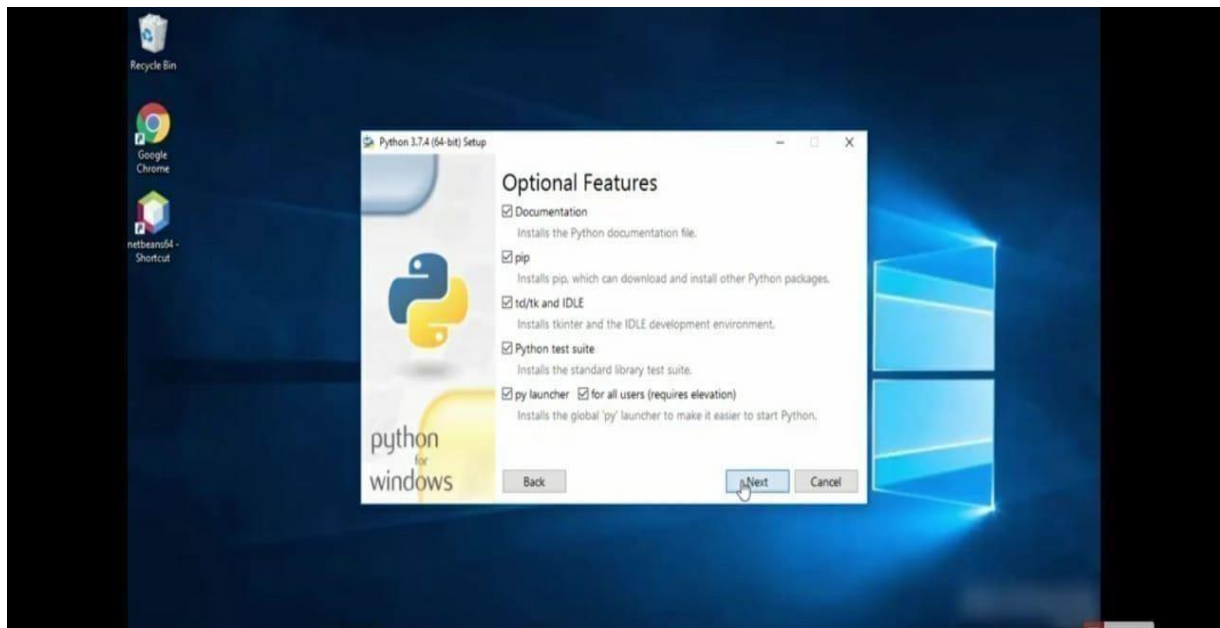 Recycle Bin
Google
Chrome
netbeans64 -
Shortcut
Python 3.7.4 (64-bit) Setup
Optional Features
Documentation
Installs the Python documentation file.
pip
Installs pip, which can download and install other Python packages.
td/tk and IDLE
Installs tkinter and the IDLE development environment.
Python test suite
Installs the standard library test suite.
py launcher for all users (requires elevation)
Installs the global 'py' launcher to make it easier to start Python.
python
for
windows
Back Next Cancel